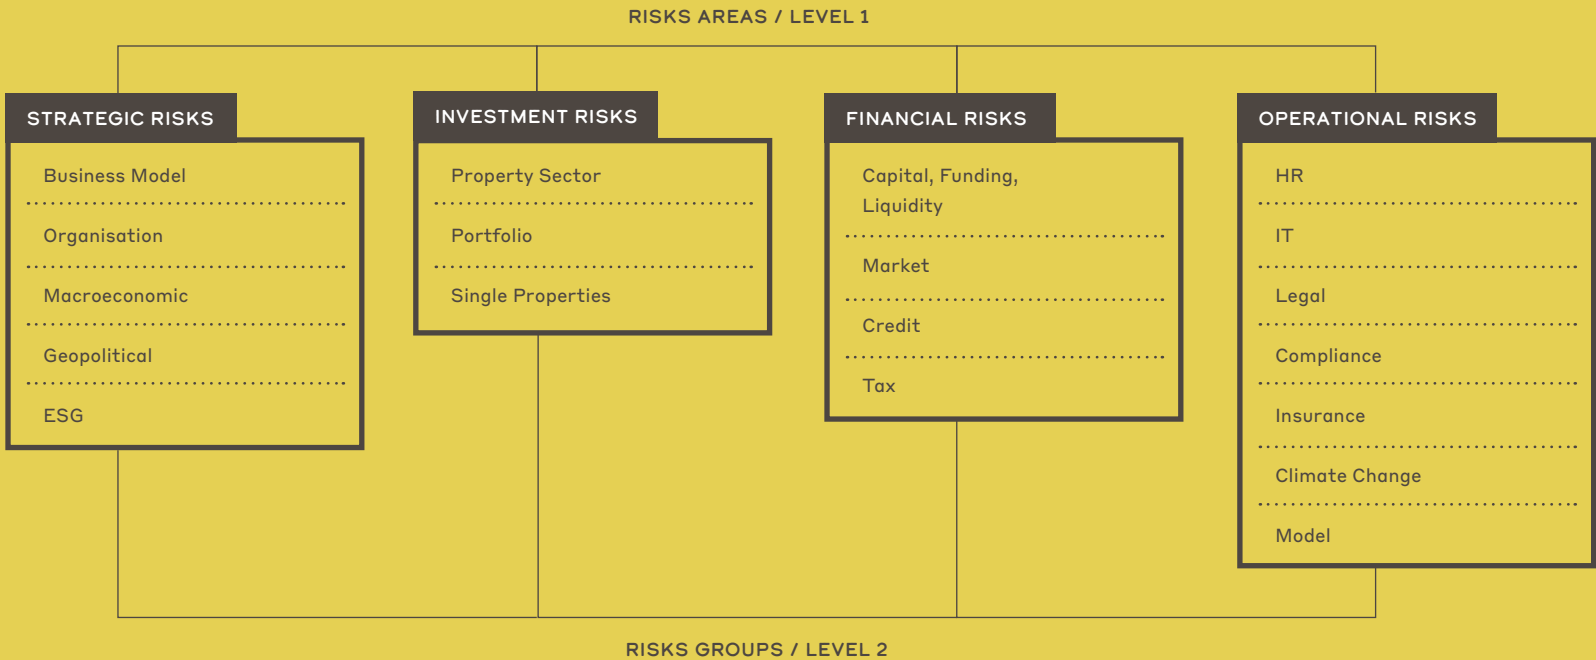 RISKS AREAS / LEVEL 1
STRATEGIC RISKS
Business Model
Organisation
Macroeconomic
Geopolitical
ESG
INVESTMENT RISKS
Property Sector
Portfolio
Single Properties
FINANCIAL RISKS
Capital, Funding,
Liquidity
Market
Credit
Tax
OPERATIONAL RISKS
HR
IT
Legal
Compliance
Insurance
Climate Change
Model
RISKS GROUPS / LEVEL 2